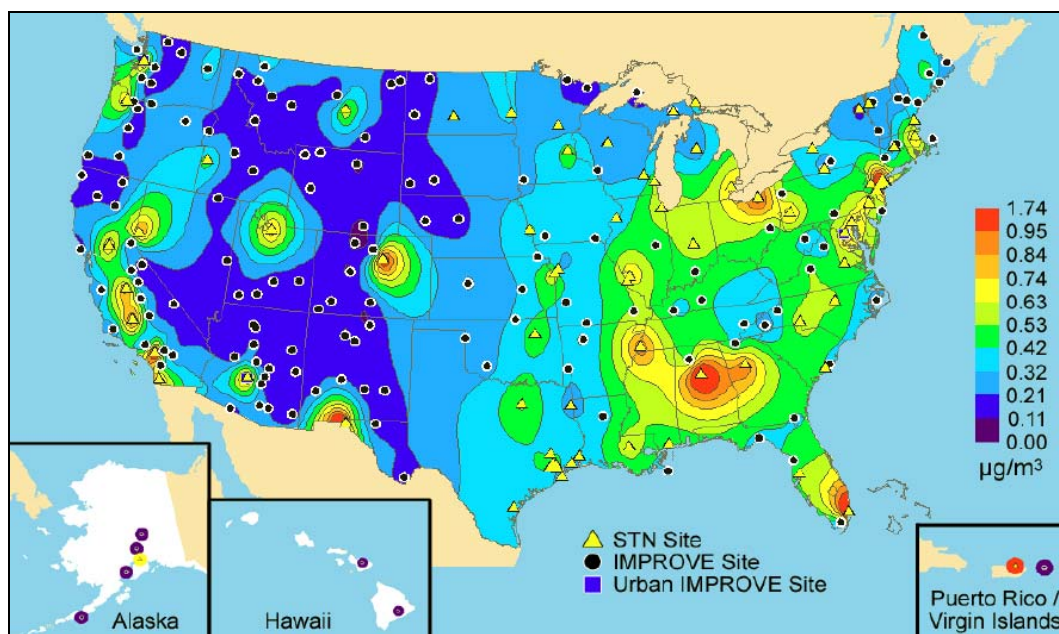 1.74
0.95
0.84
0.74
0.63
0.53
0.42
0.32
0.21
0.11
0.00
µg/m³
STN Site
IMPROVE Site
Urban IMPROVE Site
Alaska
Hawaii
Puerto Rico /
Virgin Islands